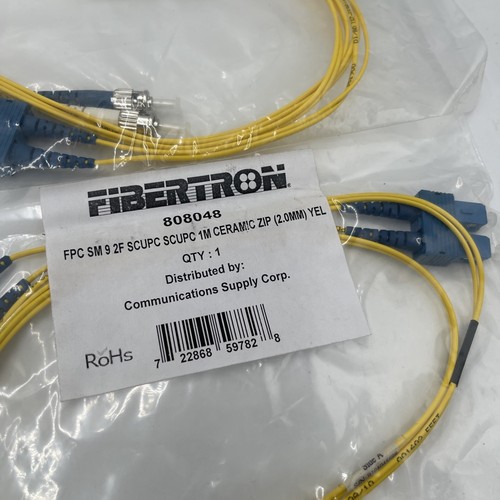 FIBERTRON
808048
FPC SM 9 2F SCUPC SCUPC 1M CERAMIC ZIP (2.0MM) YEL
QTY : 1
Distributed by:
Communications Supply Corp.
RoHs
7 22868 59782 8